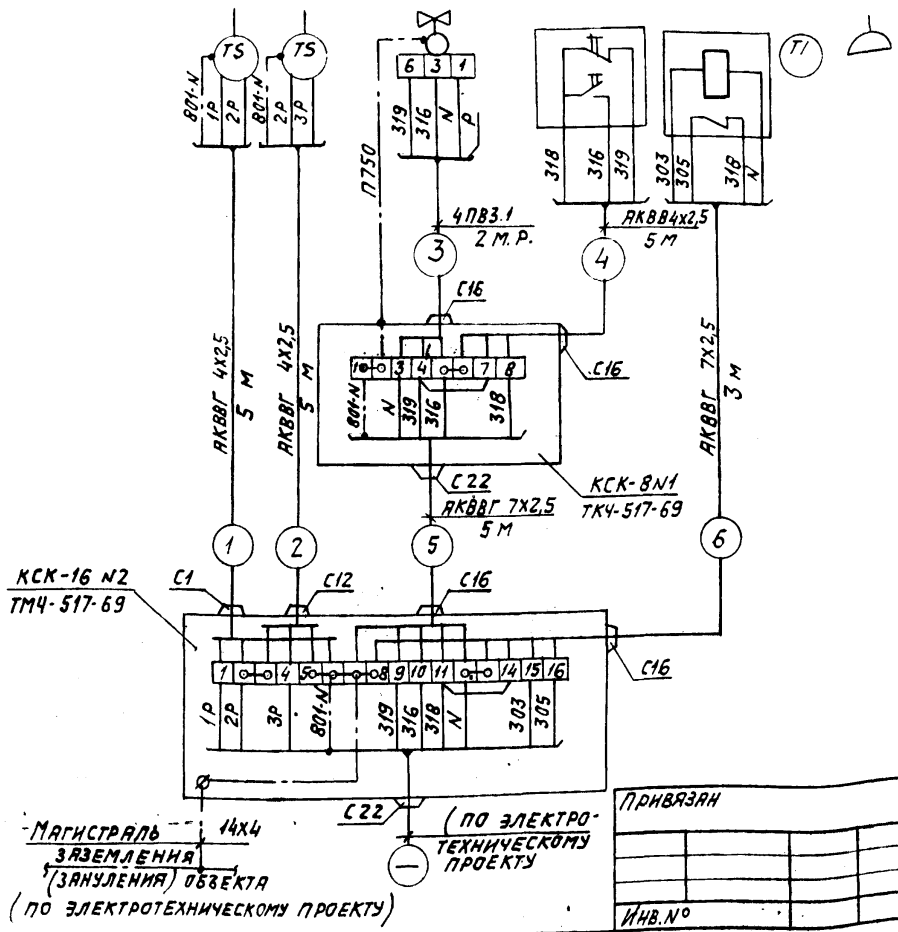 TS
TS
6 3 1
TI
801-N
1P
2P
801-N
2P
3P
П750
319
316
N
P
318
316
319
303
305
318
N
4ПВ3.1
2 М.Р.
АКВВ4х2,5
5 М
3
4
С16
С16
АКВВГ 4х2,5
5 М
АКВВГ 4х2,5
5 М
АКВВГ 7х2,5
3 М
1 3 4 7 8
801-N
N
319
316
318
С22
АКВВГ 7х2,5
5 М
КСК-8N1
ТК4-517-69
1
2
5
6
КСК-16 N2
ТМ4-517-69
С1
С12
С16
С16
1 4 5 8 9 10 11 14 15 16
1P
2P
3P
801-N
319
316
318
N
303
305
С22
МАГИСТРАЛЬ 14х4
ЗАЗЕМЛЕНИЯ
(ЗАНУЛЕНИЯ) ОБЪЕКТА
(ПО ЭЛЕКТРОТЕХНИЧЕСКОМУ ПРОЕКТУ)
(ПО ЭЛЕКТРО-
ТЕХНИЧЕСКОМУ
ПРОЕКТУ
ПРИВЯЗАН
ИНВ.№